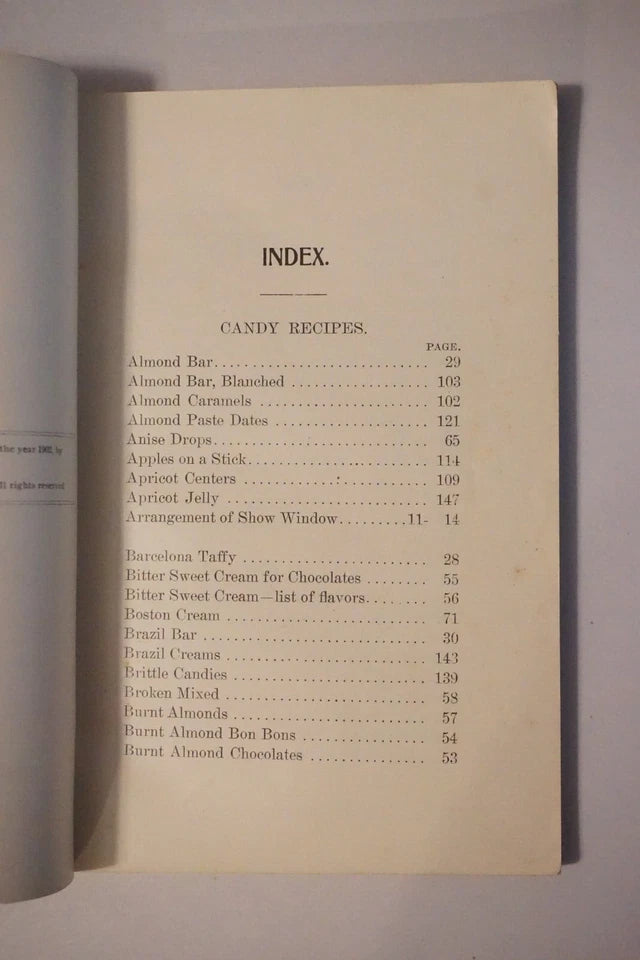 the year 1902, by
ll rights reserved
INDEX.
CANDY RECIPES.
PAGE.
Almond Bar............................ 29
Almond Bar, Blanched .................. 103
Almond Caramels ...................... 102
Almond Paste Dates .................... 121
Anise Drops............................ 65
Apples on a Stick........................ 114
Apricot Centers ........................ 109
Apricot Jelly .......................... 147
Arrangement of Show Window.........11- 14
Barcelona Taffy ........................ 28
Bitter Sweet Cream for Chocolates ........ 55
Bitter Sweet Cream—list of flavors........ 56
Boston Cream .......................... 71
Brazil Bar ............................. 30
Brazil Creams .......................... 143
Brittle Candies ......................... 139
Broken Mixed .......................... 58
Burnt Almonds ......................... 57
Burnt Almond Bon Bons ................ 54
Burnt Almond Chocolates ............... 53